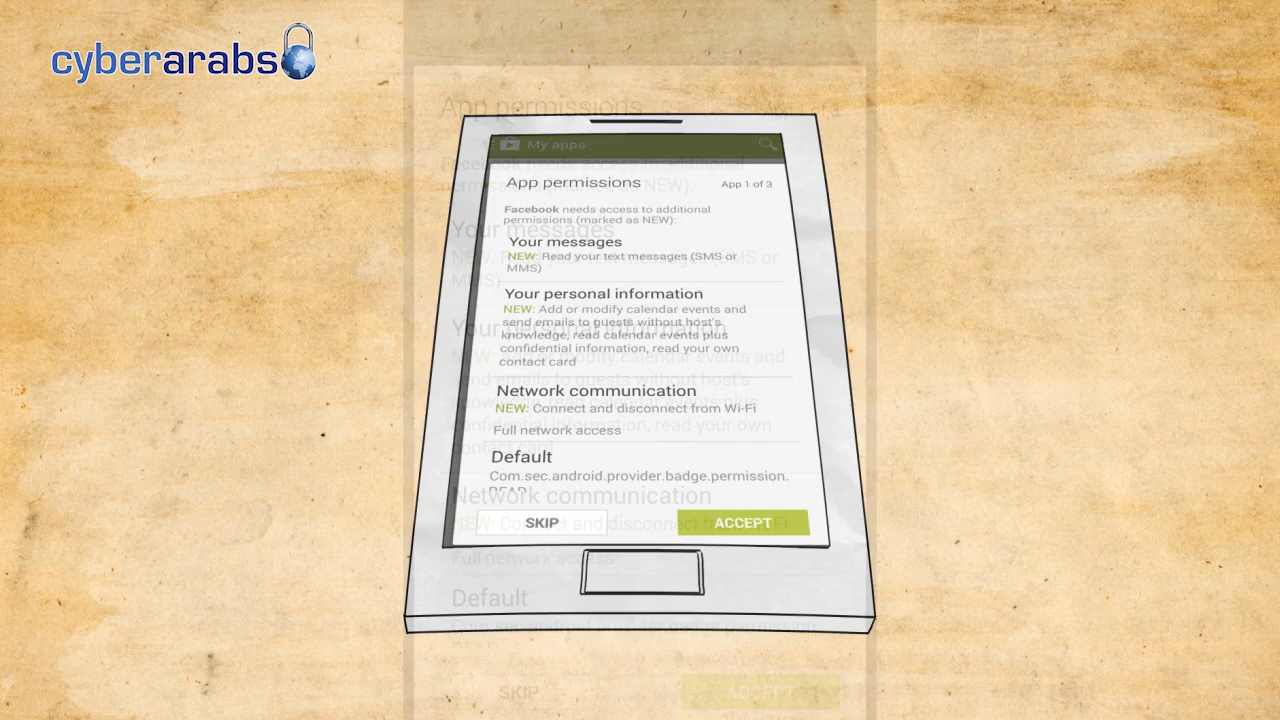 cyberarabs
My apps
App permissions
App 1 of 3
Facebook needs access to additional
permissions (marked as NEW):
Your messages
NEW: Read your text messages (SMS or
MMS)
Your personal information
NEW: Add or modify calendar events and
send emails to guests without host's
knowledge, read calendar events plus
confidential information, read your own
contact card
Network communication
NEW: Connect and disconnect from Wi-Fi
Full network access
Default
Com.sec.android.provider.badge.permission.
READ
SKIP
ACCEPT